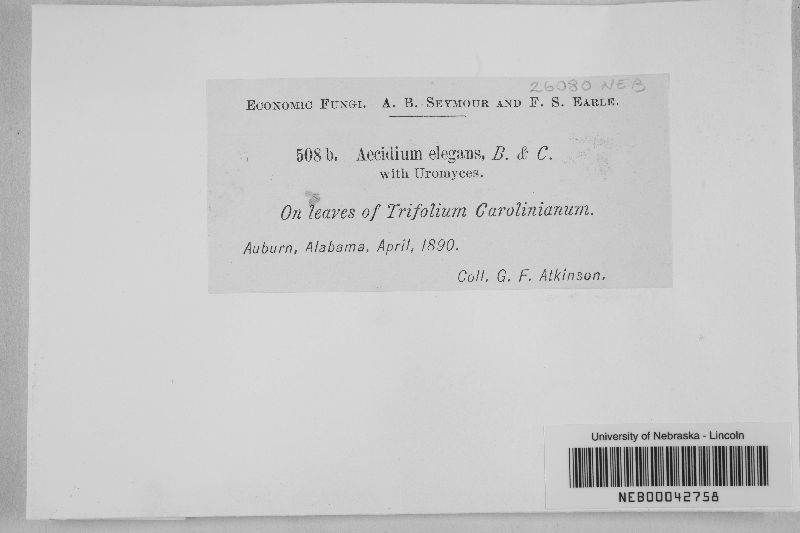 26080 NEB
Economic Fungi. A. B. Seymour and F. S. Earle.
508 b. Aecidium elegans, B. & C.
with Uromyces.
On leaves of Trifolium Carolinianum.
Auburn, Alabama, April, 1890.
Coll. G. F. Atkinson.
University of Nebraska - Lincoln
NEB00042758